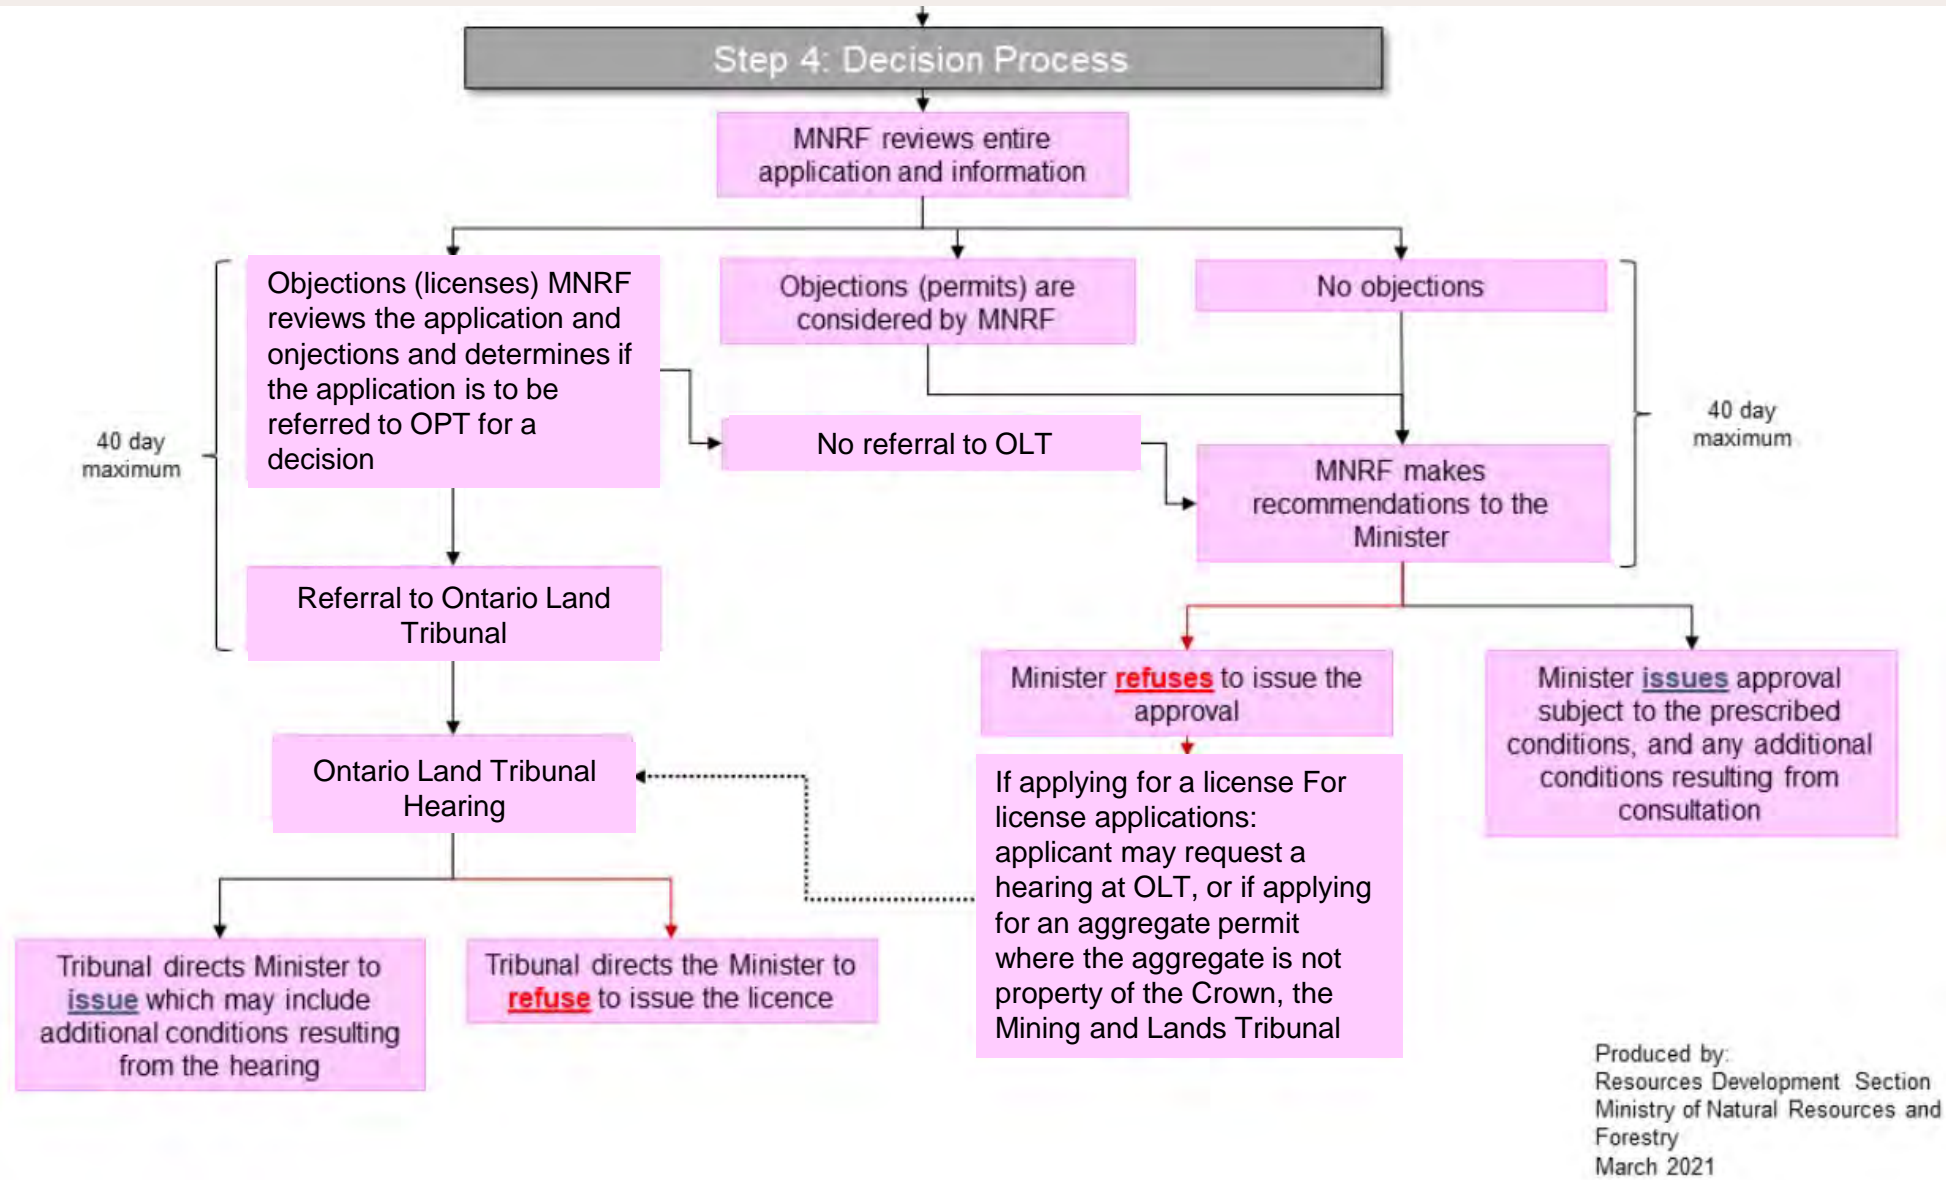 Step 4: Decision Process
MNRF reviews entire
application and information
Objections (licenses) MNRF
reviews the application and
onjections and determines if
the application is to be
referred to OPT for a
decision
Objections (permits) are
considered by MNRF
No objections
40 day
maximum
No referral to OLT
40 day
maximum
MNRF makes
recommendations to the
Minister
Referral to Ontario Land
Tribunal
Minister refuses to issue the
approval
Minister issues approval
subject to the prescribed
conditions, and any additional
conditions resulting from
consultation
Ontario Land Tribunal
Hearing
If applying for a license For
license applications:
applicant may request a
hearing at OLT, or if applying
for an aggregate permit
where the aggregate is not
property of the Crown, the
Mining and Lands Tribunal
Tribunal directs Minister to
issue which may include
additional conditions resulting
from the hearing
Tribunal directs the Minister to
refuse to issue the licence
Produced by:
Resources Development Section
Ministry of Natural Resources and
Forestry
March 2021